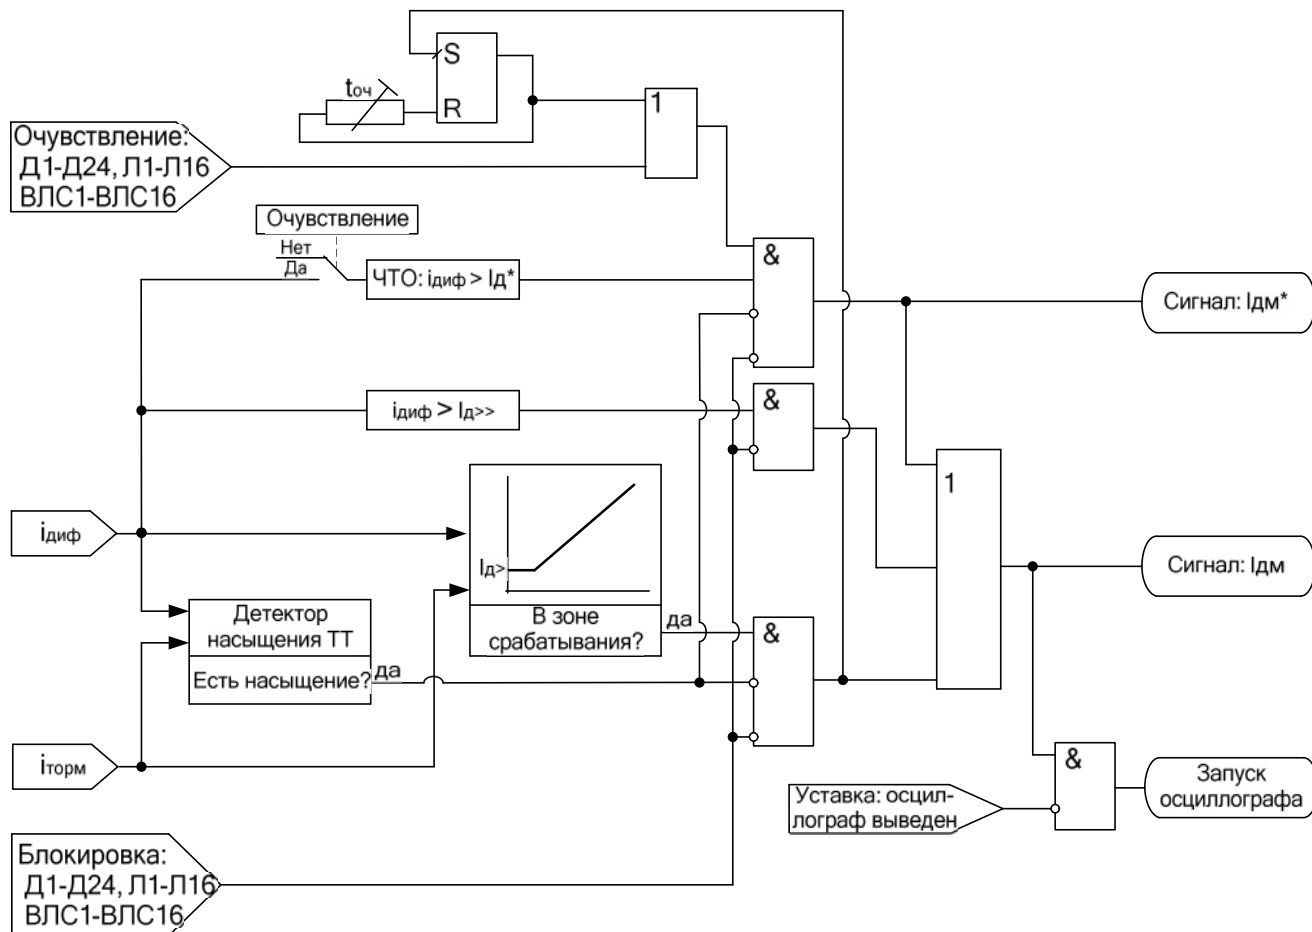 S
tоч
R
1
Очувствление:
Д1-Д24, Л1-Л16
ВЛС1-ВЛС16
Очувствление
Нет
Да
ЧТО: iдиф > Iд*
&
Сигнал: Iдм*
iдиф > Iд>>
&
1
iдиф
Iд>
В зоне
срабатывания?
да
&
Сигнал: Iдм
Детектор
насыщения ТТ
Есть насыщение?
да
iторм
&
Уставка: осцил-
лограф выведен
Запуск
осциллографа
Блокировка:
Д1-Д24, Л1-Л16
ВЛС1-ВЛС16